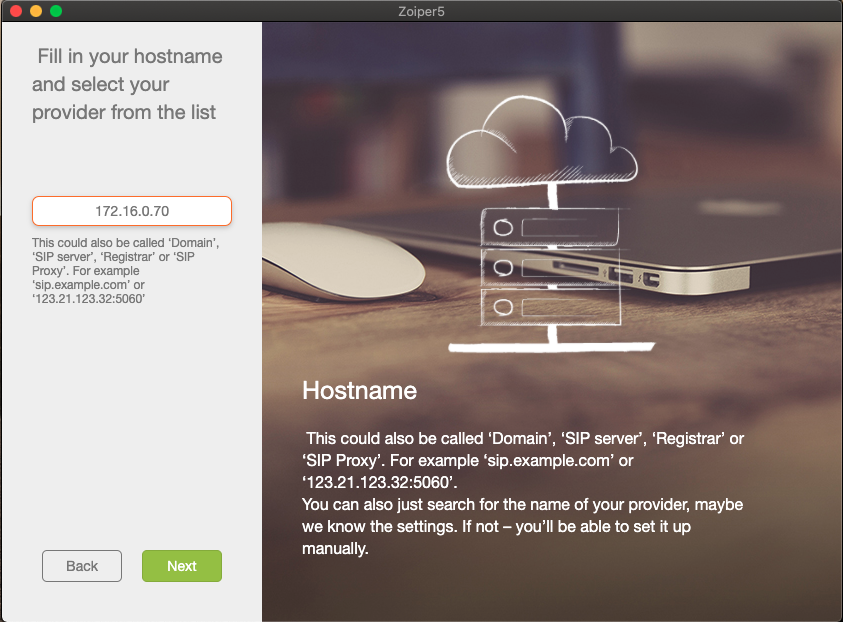 Zoiper5
Fill in your hostname
and select your
provider from the list
172.16.0.70
This could also be called ‘Domain’,
‘SIP server’, ‘Registrar’ or ‘SIP
Proxy’. For example
‘sip.example.com’ or
‘123.21.123.32:5060’
Back
Next
Hostname
This could also be called ‘Domain’, ‘SIP server’, ‘Registrar’ or
‘SIP Proxy’. For example ‘sip.example.com’ or
‘123.21.123.32:5060’.
You can also just search for the name of your provider, maybe
we know the settings. If not – you’ll be able to set it up
manually.